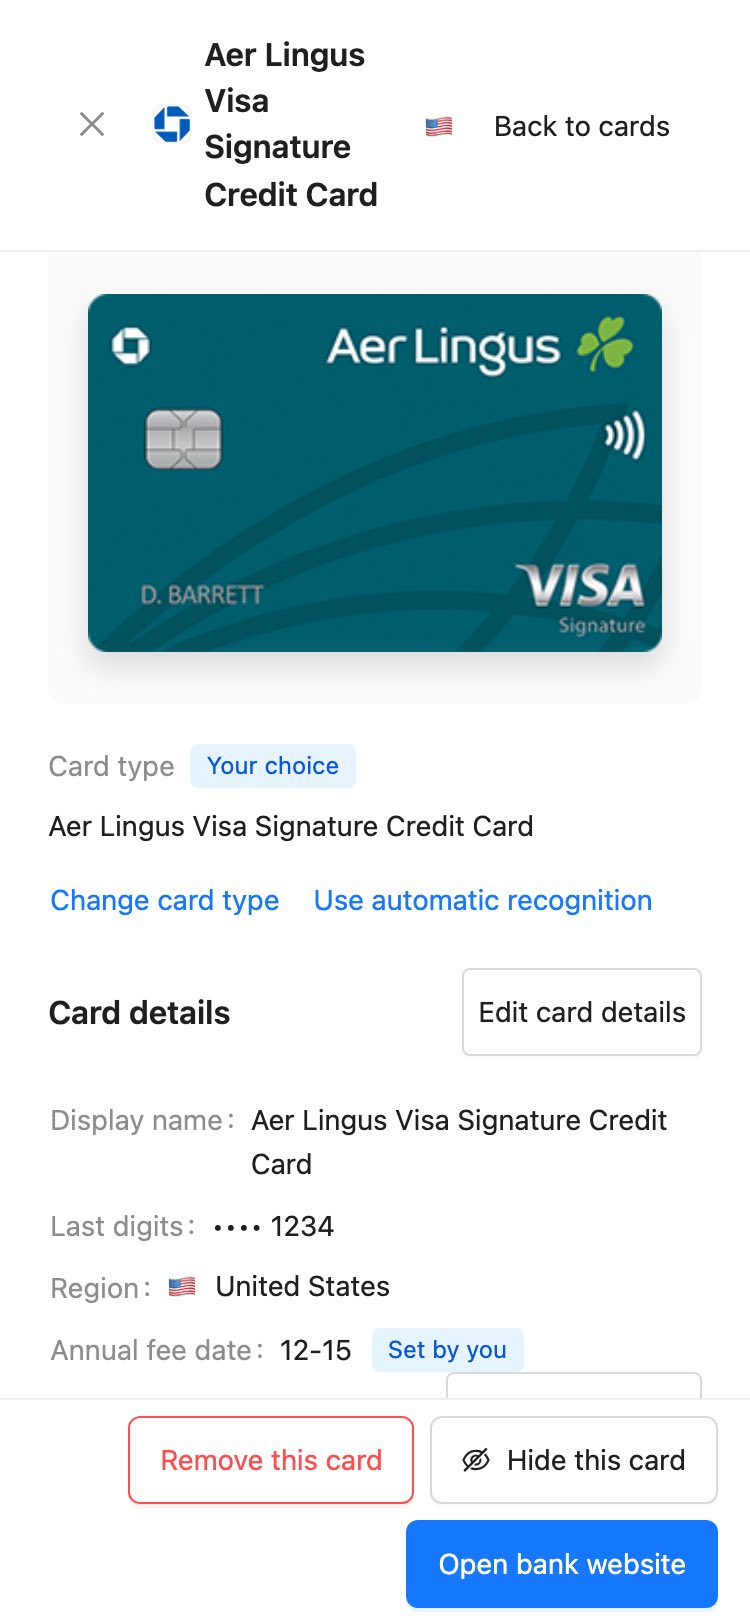 Aer Lingus
Visa
Signature
Credit Card
Back to cards
Aer Lingus
D. BARRETT
VISA
Signature
Card type
Your choice
Aer Lingus Visa Signature Credit Card
Change card type
Use automatic recognition
Card details
Edit card details
Display name: Aer Lingus Visa Signature Credit
Card
Last digits: •••• 1234
Region: United States
Annual fee date: 12-15 Set by you
Remove this card
Hide this card
Open bank website